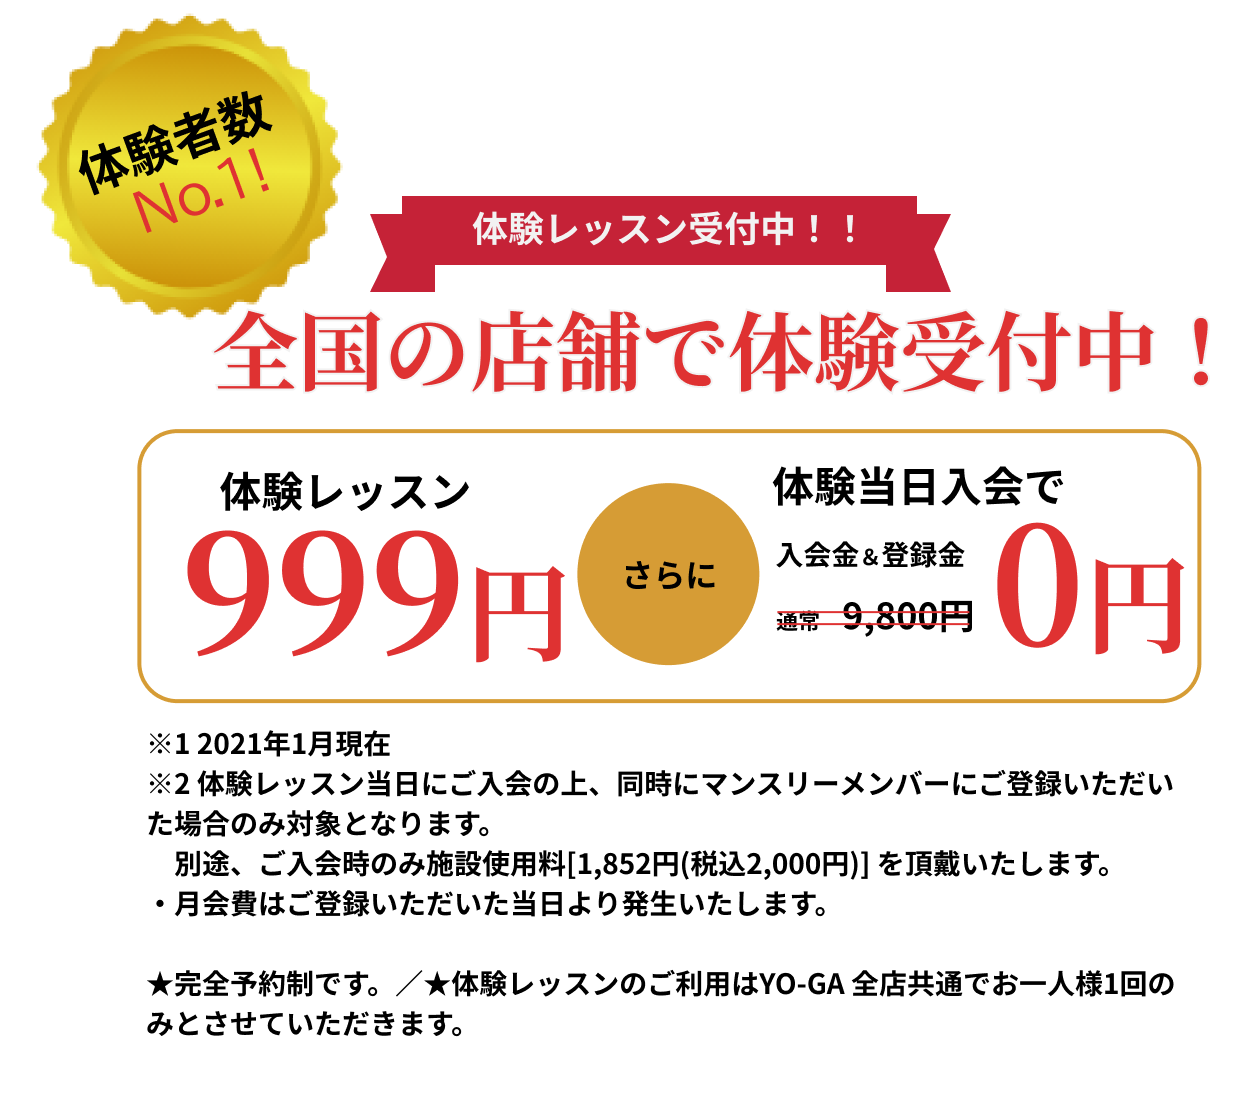 体験者数
No.1!
体験レッスン受付中！！
全国の店舗で体験受付中！
体験レッスン
999円
さらに
体験当日入会で
入会金＆登録金
通常 9,800円
0円
※1 2021年1月現在
※2 体験レッスン当日にご入会の上、同時にマンスリーメンバーにご登録いただい
た場合のみ対象となります。
　別途、ご入会時のみ施設使用料[1,852円(税込2,000円)] を頂戴いたします。
・月会費はご登録いただいた当日より発生いたします。
★完全予約制です。／★体験レッスンのご利用はYO-GA 全店共通でお一人様1回の
みとさせていただきます。